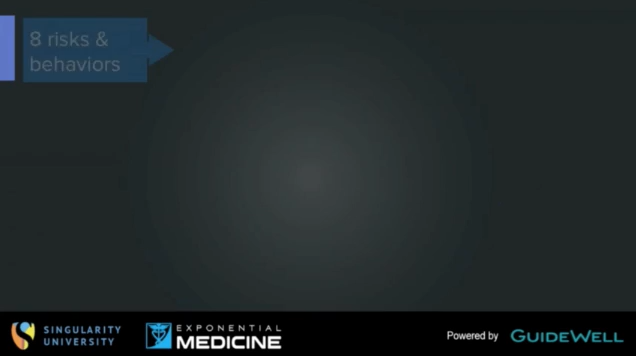 8 risks &
behaviors
SINGULARITY
UNIVERSITY
EXPONENTIAL
MEDICINE
Powered by GUIDEWELL